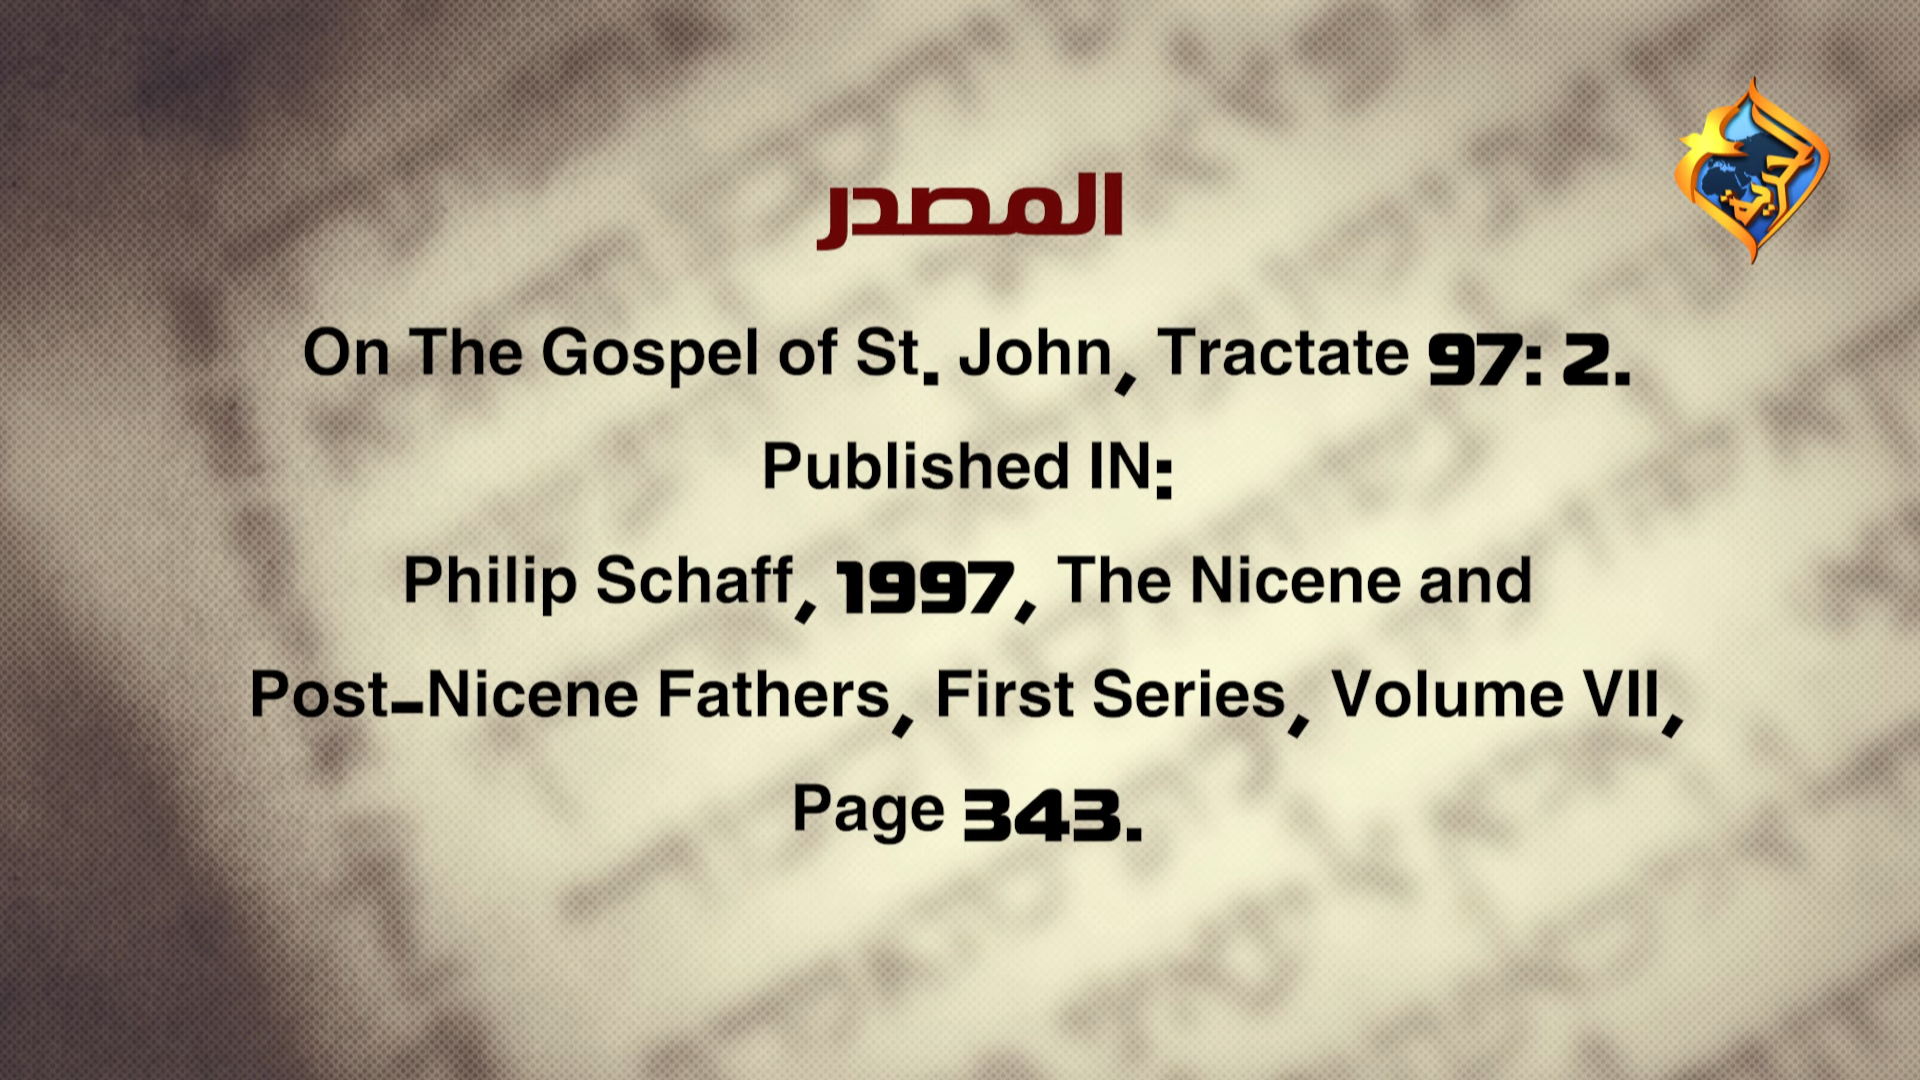 المصدر
الحرية
On The Gospel of St. John, Tractate 97: 2.
Published IN:
Philip Schaff, 1997, The Nicene and
Post-Nicene Fathers, First Series, Volume VII,
Page 343.